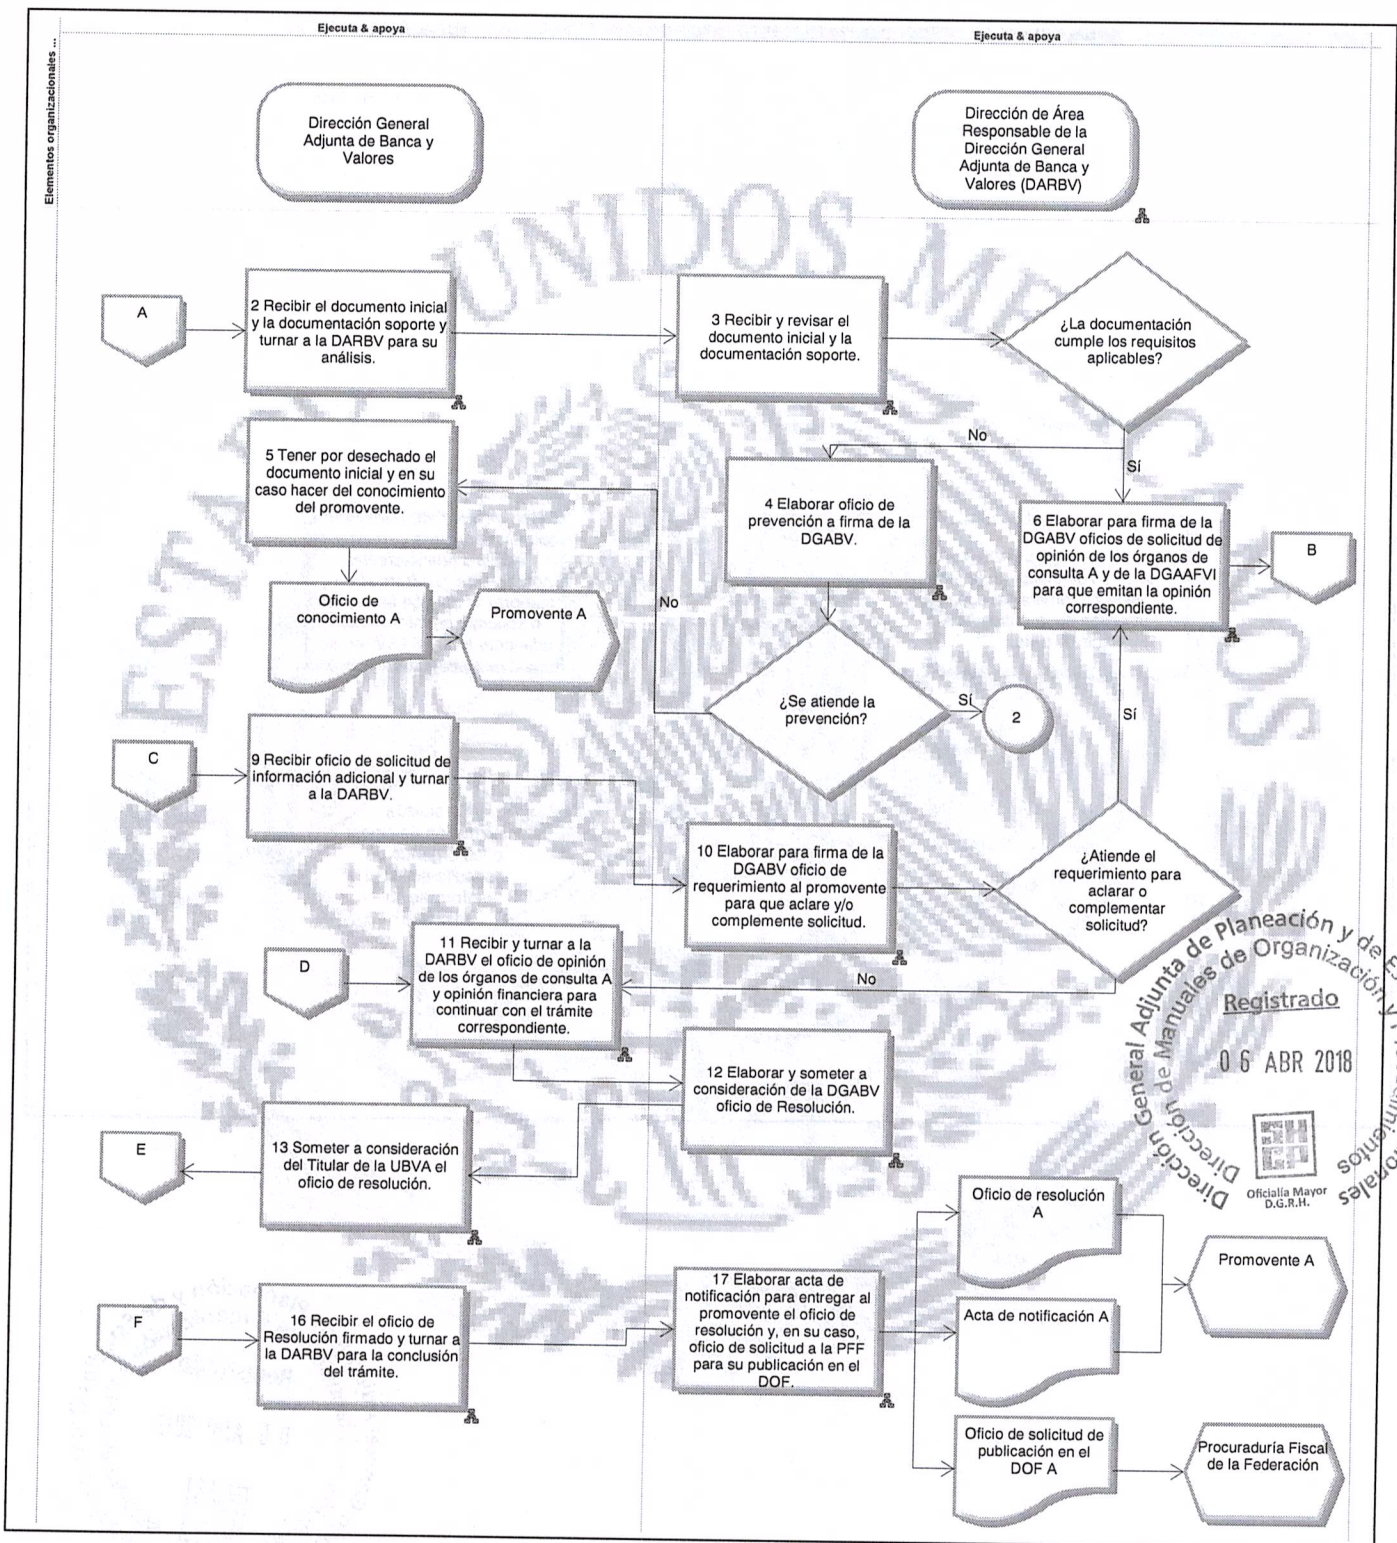 Ejecuta & apoya
Ejecuta & apoya
Elementos organizacionales ...
Dirección General
Adjunta de Banca y
Valores
Dirección de Área
Responsable de la
Dirección General
Adjunta de Banca y
Valores (DARBV)
ESTA
UNIDOS ME
OS
A
2 Recibir el documento inicial
y la documentación soporte y
turnar a la DARBV para su
análisis.
3 Recibir y revisar el
documento inicial y la
documentación soporte.
¿La documentación
cumple los requisitos
aplicables?
No
Sí
5 Tener por desechado el
documento inicial y en su
caso hacer del conocimiento
del promovente.
4 Elaborar oficio de
prevención a firma de la
DGABV.
6 Elaborar para firma de la
DGABV oficios de solicitud de
opinión de los órganos de
consulta A y de la DGAAFVI
para que emitan la opinión
correspondiente.
B
Oficio de
conocimiento A
Promovente A
No
¿Se atiende la
prevención?
Sí
2
Sí
C
9 Recibir oficio de solicitud de
información adicional y turnar
a la DARBV.
10 Elaborar para firma de la
DGABV oficio de
requerimiento al promovente
para que aclare y/o
complemente solicitud.
¿Atiende el
requerimiento para
aclarar o
complementar
solicitud?
No
D
11 Recibir y turnar a la
DARBV el oficio de opinión
de los órganos de consulta A
y opinión financiera para
continuar con el trámite
correspondiente.
12 Elaborar y someter a
consideración de la DGABV
oficio de Resolución.
E
13 Someter a consideración
del Titular de la UBVA el
oficio de resolución.
Dirección General Adjunta de Planeación y de
Dirección de Manuales de Organización y
Registrado
06 ABR 2018
Oficialía Mayor
D.G.R.H.
F
16 Recibir el oficio de
Resolución firmado y turnar a
la DARBV para la conclusión
del trámite.
17 Elaborar acta de
notificación para entregar al
promovente el oficio de
resolución y, en su caso,
oficio de solicitud a la PFF
para su publicación en el
DOF.
Oficio de resolución
A
Acta de notificación A
Promovente A
Oficio de solicitud de
publicación en el
DOF A
Procuraduría Fiscal
de la Federación